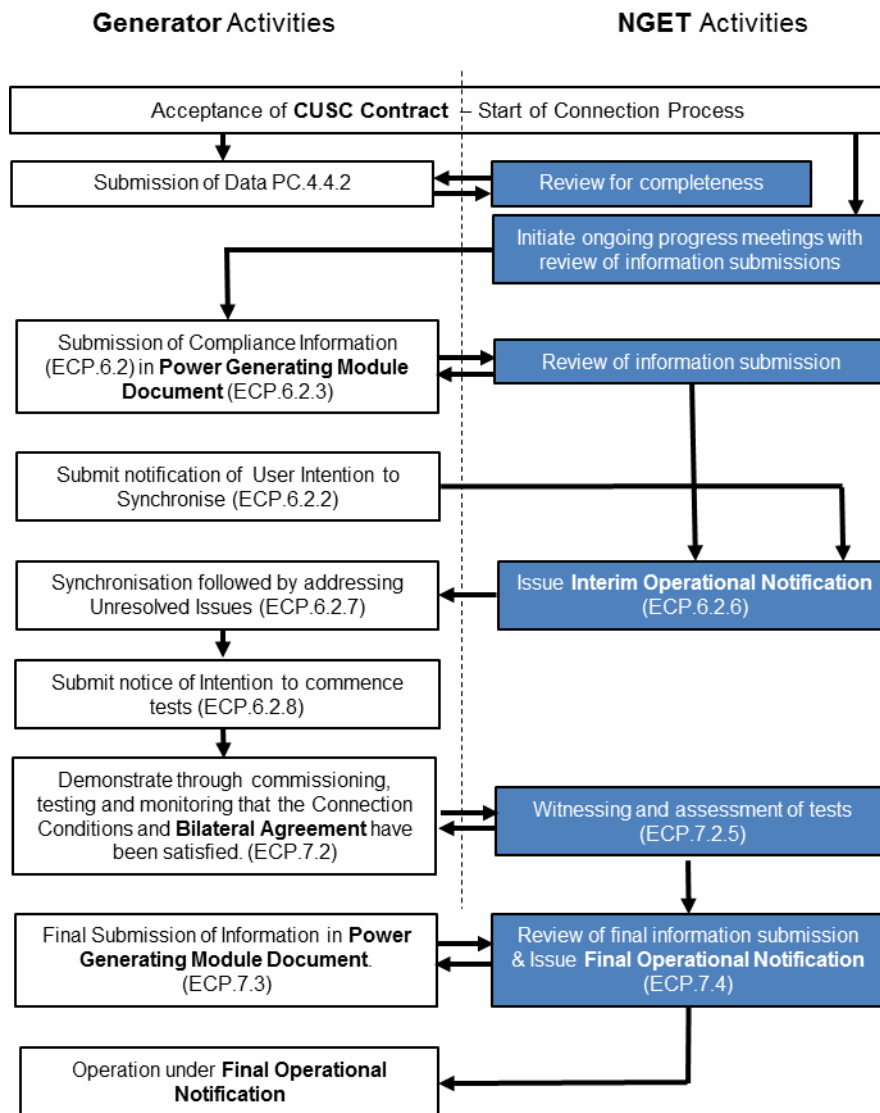 Generator Activities
NGET Activities
Acceptance of CUSC Contract – Start of Connection Process
Submission of Data PC.4.4.2
Review for completeness
Initiate ongoing progress meetings with
review of information submissions
Submission of Compliance Information
(ECP.6.2) in Power Generating Module
Document (ECP.6.2.3)
Review of information submission
Submit notification of User Intention to
Synchronise (ECP.6.2.2)
Synchronisation followed by addressing
Unresolved Issues (ECP.6.2.7)
Issue Interim Operational Notification
(ECP.6.2.6)
Submit notice of Intention to commence
tests (ECP.6.2.8)
Demonstrate through commissioning,
testing and monitoring that the Connection
Conditions and Bilateral Agreement have
been satisfied. (ECP.7.2)
Witnessing and assessment of tests
(ECP.7.2.5)
Final Submission of Information in Power
Generating Module Document.
(ECP.7.3)
Review of final information submission
& Issue Final Operational Notification
(ECP.7.4)
Operation under Final Operational
Notification